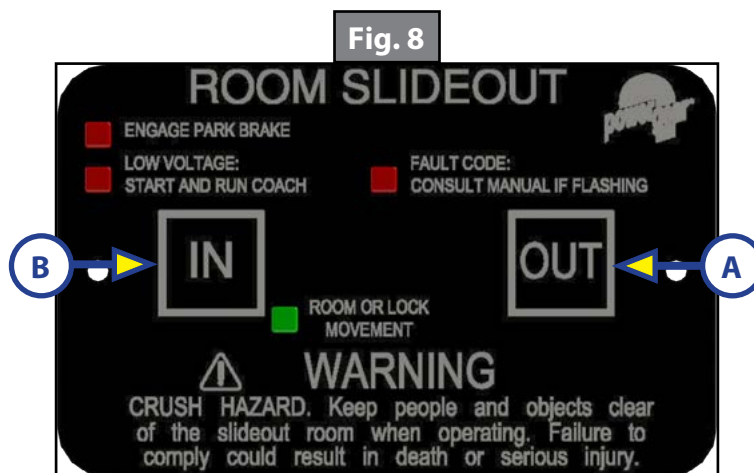 Fig. 8
ROOM SLIDEOUT
power gear
ENGAGE PARK BRAKE
LOW VOLTAGE:
START AND RUN COACH
FAULT CODE:
CONSULT MANUAL IF FLASHING
B
IN
OUT
A
ROOM OR LOCK
MOVEMENT
WARNING
CRUSH HAZARD. Keep people and objects clear
of the slideout room when operating. Failure to
comply could result in death or serious injury.